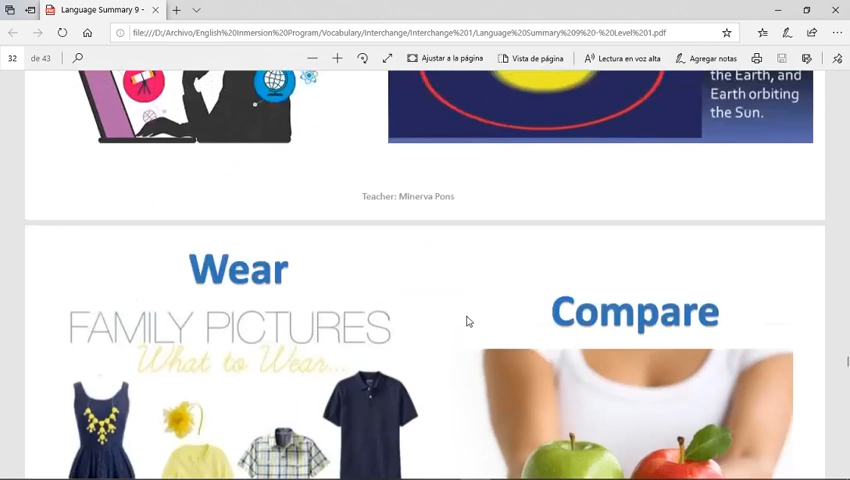 Language Summary 9 -
file:///D:/Archivo/English%20Inmersion%20Program/Vocabulary/Interchange/Interchange%201/Language%20Summary%209%20-%20Level%201.pdf
32 de 43
Ajustar a la página
Vista de página
Lectura en voz alta
Agregar notas
the Earth, and
Earth orbiting
the Sun.
Teacher: Minerva Pons
Wear
FAMILY PICTURES
What to Wear...
Compare